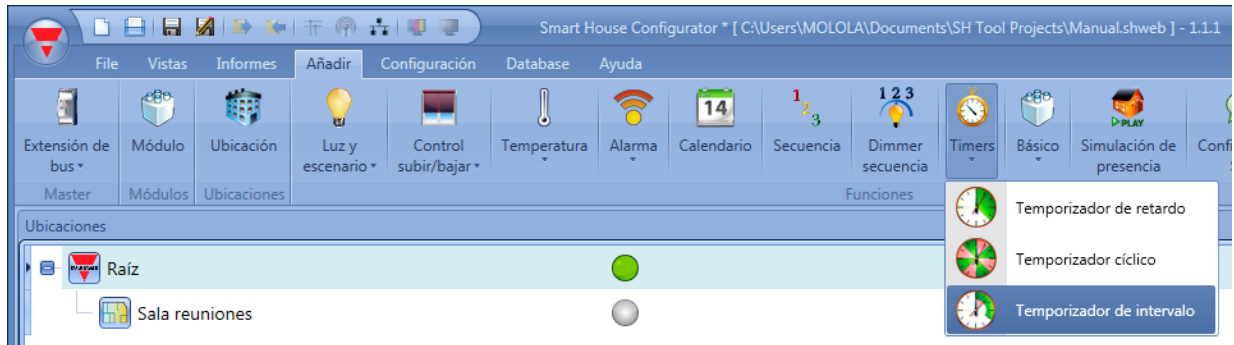 Smart House Configurator * [ C:\Users\MOLOLA\Documents\SH Tool Projects\Manual.shweb ] - 1.1.1
File Vistas Informes Añadir Configuración Database Ayuda
1 2 3
14
1 2 3
PLAY
Extensión de bus Módulo Ubicación Luz y escenario Control subir/bajar Temperatura Alarma Calendario Secuencia Dimmer secuencia Timers Básico Simulación de presencia
Master Módulos Ubicaciones Funciones
Temporizador de retardo
Ubicaciones
Temporizador cíclico
Raíz
Temporizador de intervalo
Sala reuniones